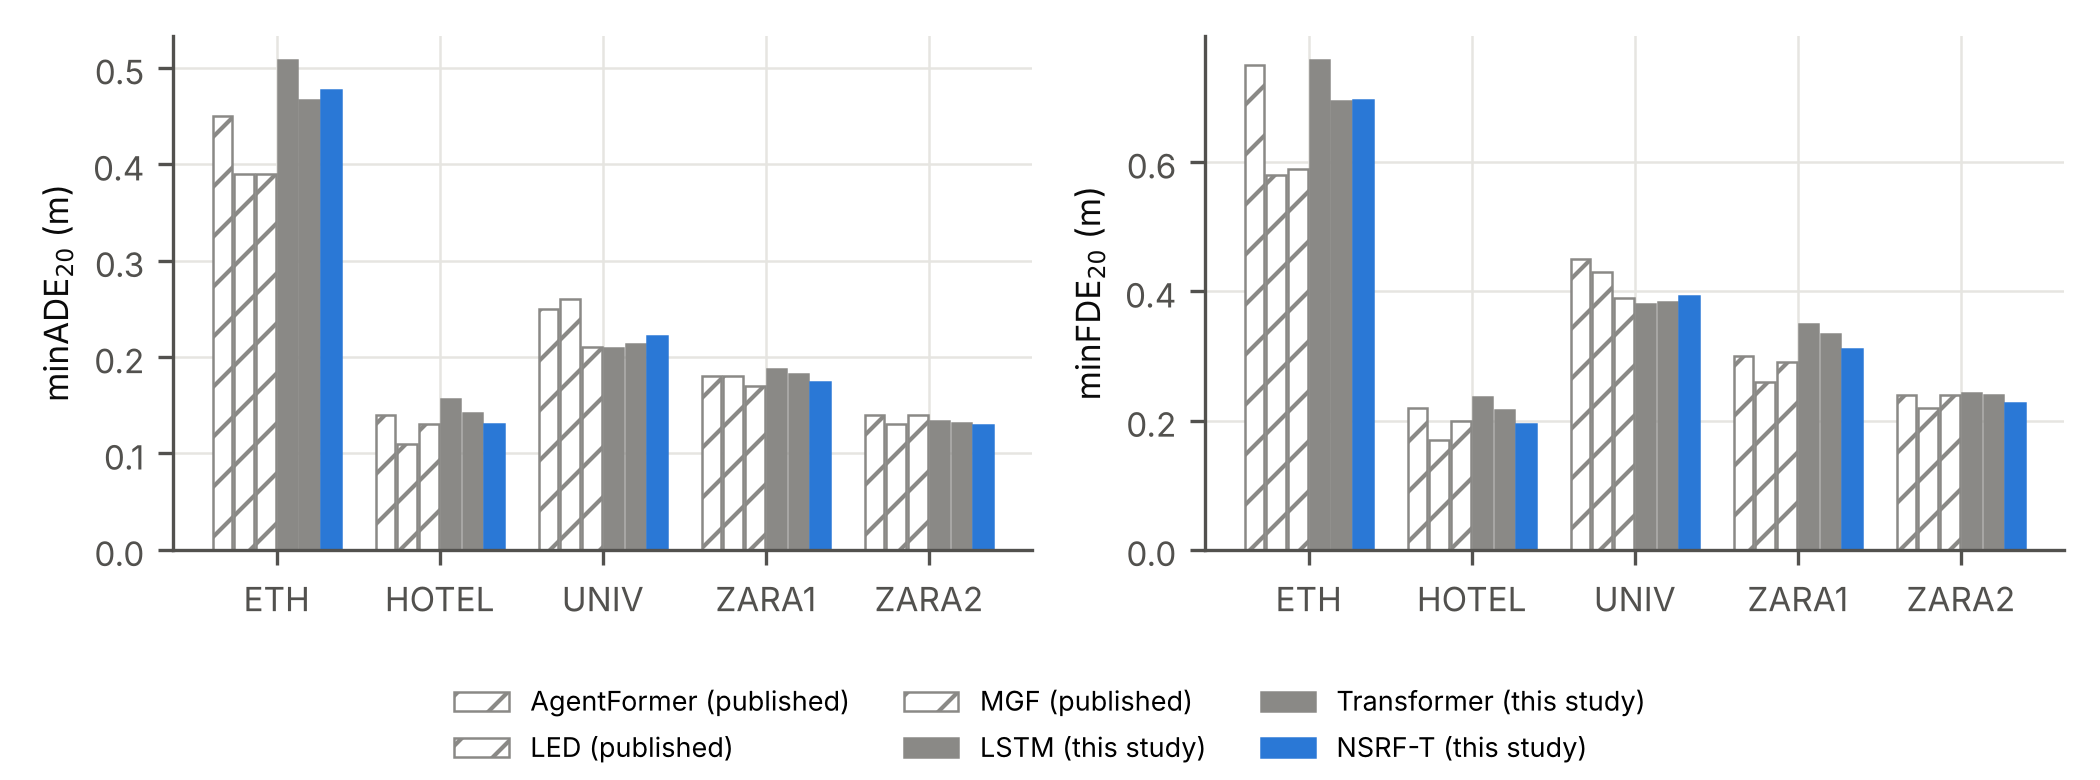 minADE₂₀ (m)
0.5
0.4
0.3
0.2
0.1
0.0
ETH HOTEL UNIV ZARA1 ZARA2
minFDE₂₀ (m)
0.6
0.4
0.2
0.0
ETH HOTEL UNIV ZARA1 ZARA2
AgentFormer (published) MGF (published) Transformer (this study)
LED (published) LSTM (this study) NSRF-T (this study)